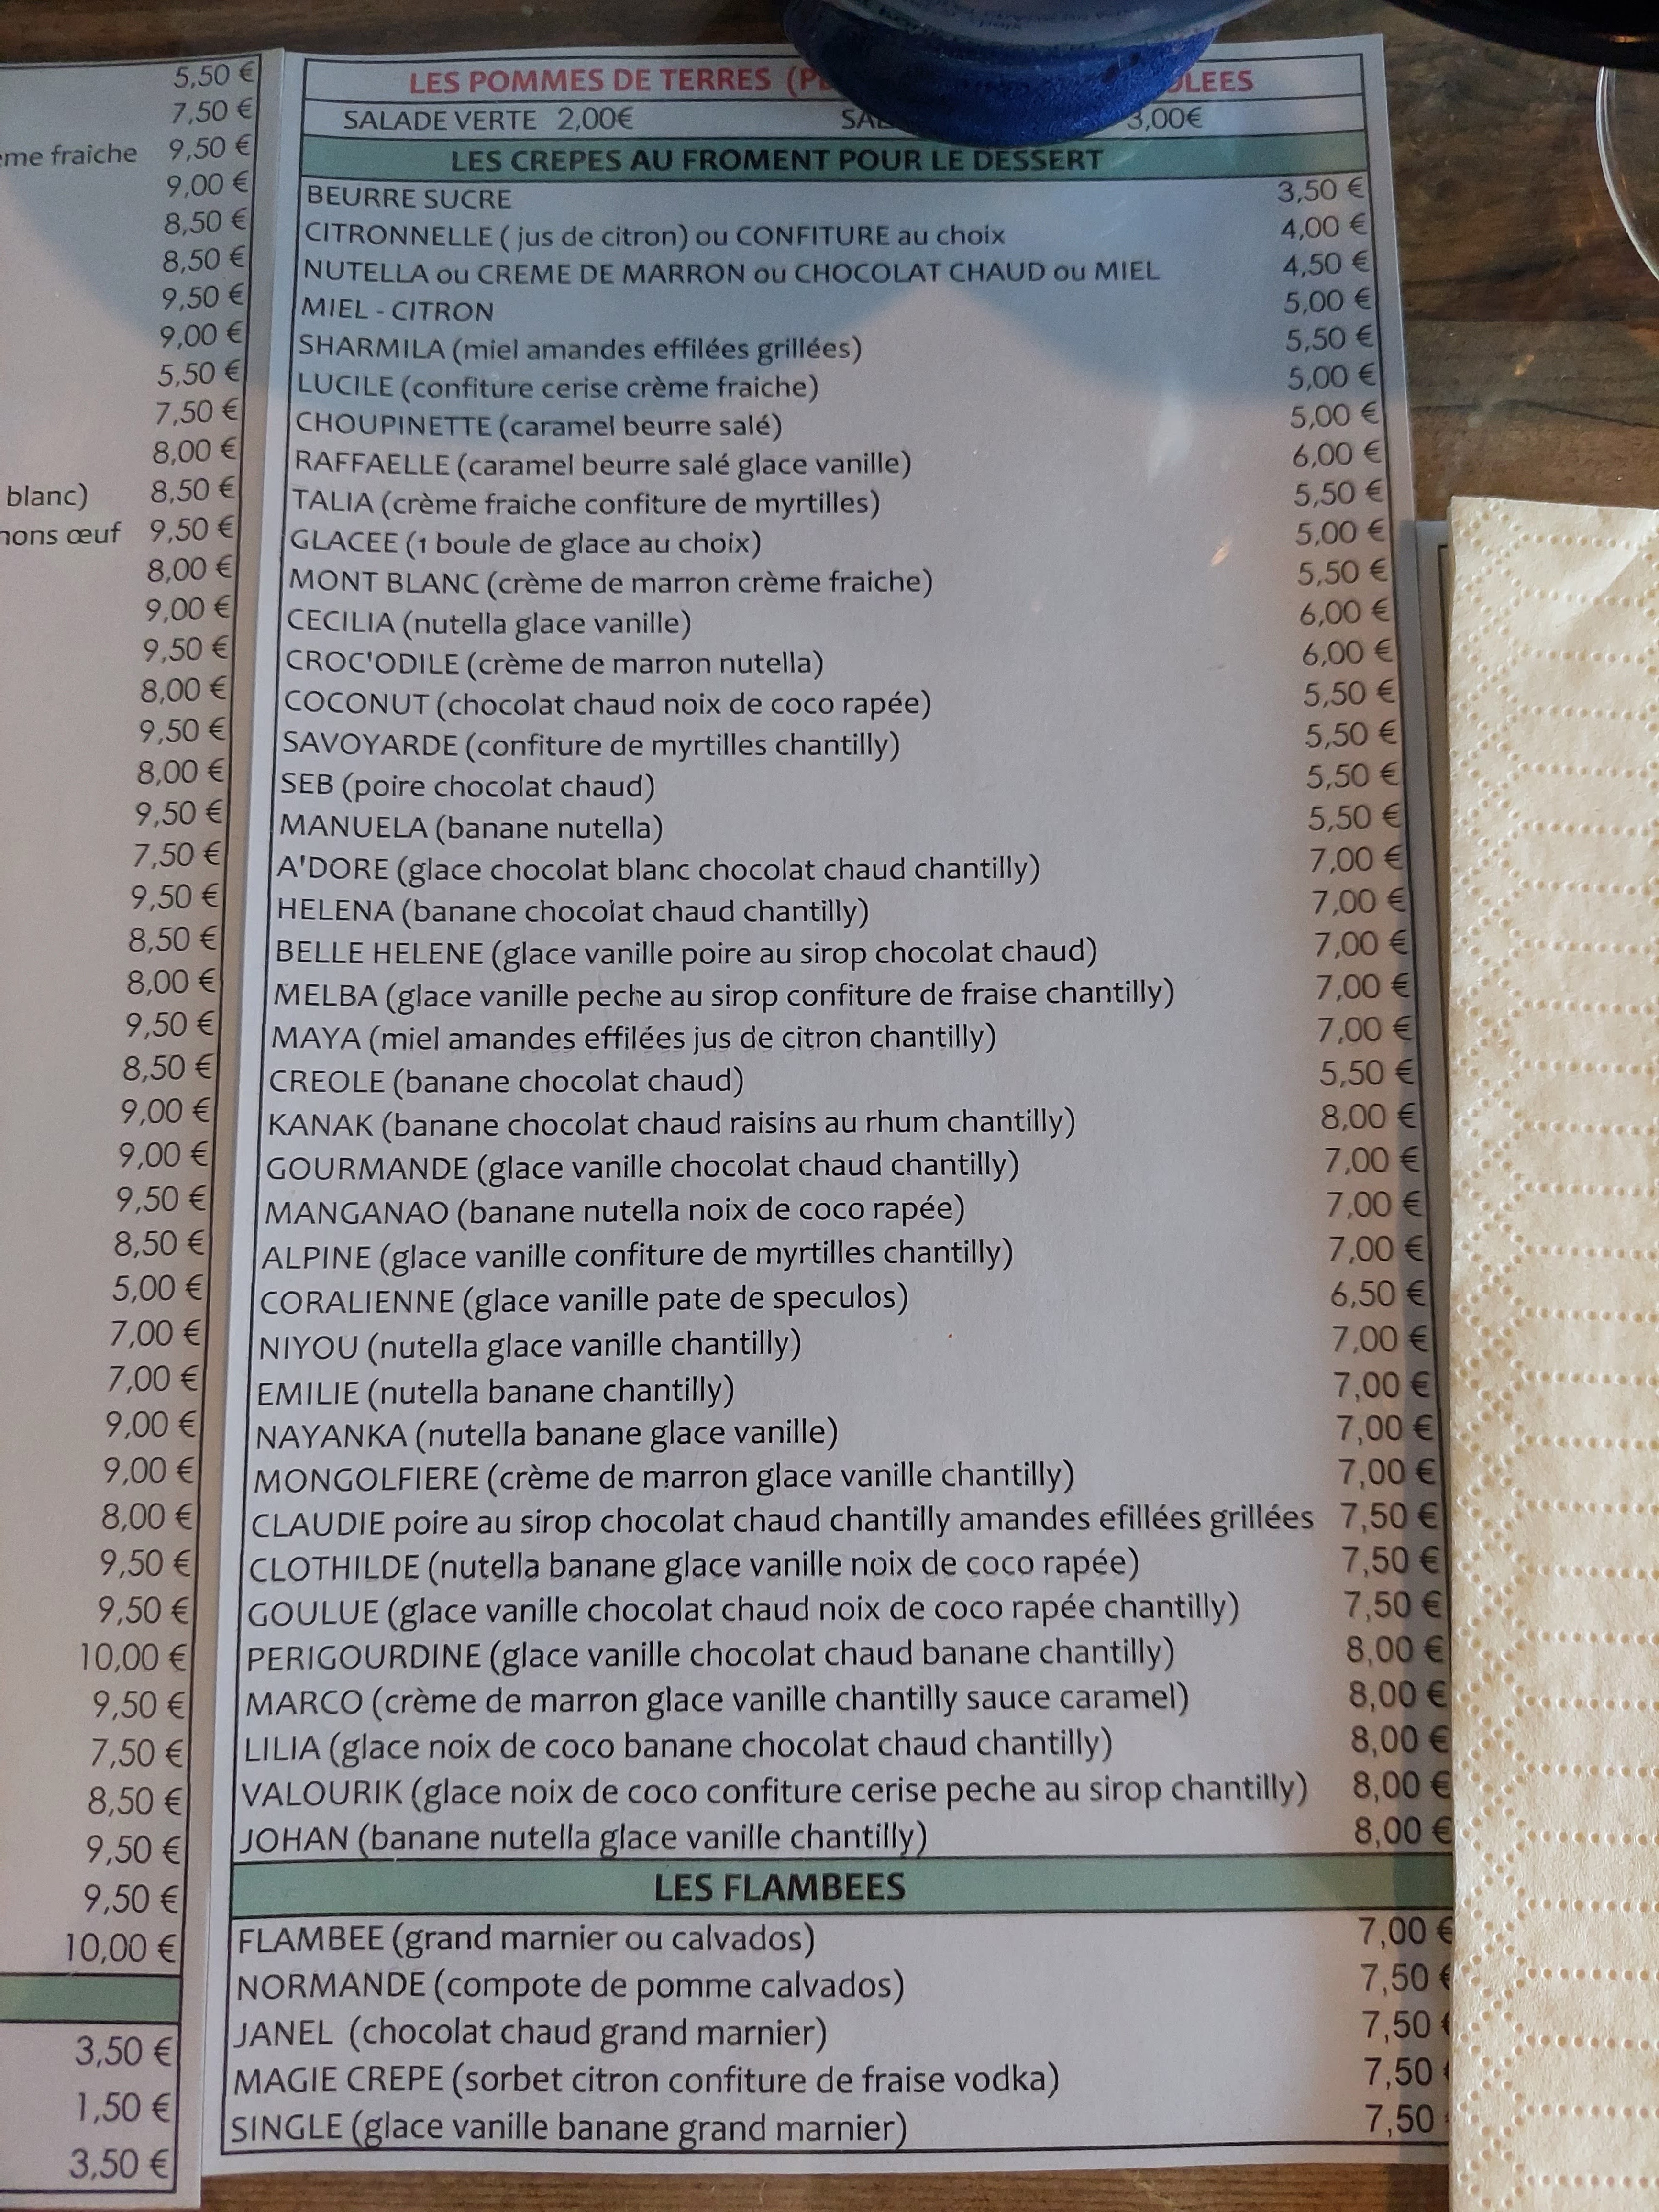 5,50 €
7,50 €
me fraiche 9,50 €
9,00 €
8,50 €
8,50 €
9,50 €
9,00 €
5,50 €
7,50 €
8,00 €
blanc) 8,50 €
nons œuf 9,50 €
8,00 €
9,00 €
9,50 €
8,00 €
9,50 €
8,00 €
9,50 €
7,50 €
9,50 €
8,50 €
8,00 €
9,50 €
8,50 €
9,00 €
9,00 €
9,50 €
8,50 €
5,00 €
7,00 €
7,00 €
9,00 €
9,00 €
8,00 €
9,50 €
9,50 €
10,00 €
9,50 €
7,50 €
8,50 €
9,50 €
9,50 €
10,00 €
3,50 €
1,50 €
3,50 €
LES POMMES DE TERRES
SALADE VERTE 2,00€ 3,00€
LES CREPES AU FROMENT POUR LE DESSERT
BEURRE SUCRE 3,50 €
CITRONNELLE ( jus de citron) ou CONFITURE au choix 4,00 €
NUTELLA ou CREME DE MARRON ou CHOCOLAT CHAUD ou MIEL 4,50 €
MIEL - CITRON 5,00 €
SHARMILA (miel amandes effilées grillées) 5,50 €
LUCILE (confiture cerise crème fraiche) 5,00 €
CHOUPINETTE (caramel beurre salé) 5,00 €
RAFFAELLE (caramel beurre salé glace vanille) 6,00 €
TALIA (crème fraiche confiture de myrtilles) 5,50 €
GLACEE (1 boule de glace au choix) 5,00 €
MONT BLANC (crème de marron crème fraiche) 5,50 €
CECILIA (nutella glace vanille) 6,00 €
CROC'ODILE (crème de marron nutella) 6,00 €
COCONUT (chocolat chaud noix de coco rapée) 5,50 €
SAVOYARDE (confiture de myrtilles chantilly) 5,50 €
SEB (poire chocolat chaud) 5,50 €
MANUELA (banane nutella) 5,50 €
A'DORE (glace chocolat blanc chocolat chaud chantilly) 7,00 €
HELENA (banane chocolat chaud chantilly) 7,00 €
BELLE HELENE (glace vanille poire au sirop chocolat chaud) 7,00 €
MELBA (glace vanille peche au sirop confiture de fraise chantilly) 7,00 €
MAYA (miel amandes effilées jus de citron chantilly) 7,00 €
CREOLE (banane chocolat chaud) 5,50 €
KANAK (banane chocolat chaud raisins au rhum chantilly) 8,00 €
GOURMANDE (glace vanille chocolat chaud chantilly) 7,00 €
MANGANAO (banane nutella noix de coco rapée) 7,00 €
ALPINE (glace vanille confiture de myrtilles chantilly) 7,00 €
CORALIENNE (glace vanille pate de speculos) 6,50 €
NIYOU (nutella glace vanille chantilly) 7,00 €
EMILIE (nutella banane chantilly) 7,00 €
NAYANKA (nutella banane glace vanille) 7,00 €
MONGOLFIERE (crème de marron glace vanille chantilly) 7,00 €
CLAUDIE poire au sirop chocolat chaud chantilly amandes efillées grillées 7,50 €
CLOTHILDE (nutella banane glace vanille noix de coco rapée) 7,50 €
GOULUE (glace vanille chocolat chaud noix de coco rapée chantilly) 7,50 €
PERIGOURDINE (glace vanille chocolat chaud banane chantilly) 8,00 €
MARCO (crème de marron glace vanille chantilly sauce caramel) 8,00 €
LILIA (glace noix de coco banane chocolat chaud chantilly) 8,00 €
VALOURIK (glace noix de coco confiture cerise peche au sirop chantilly) 8,00 €
JOHAN (banane nutella glace vanille chantilly) 8,00 €
LES FLAMBEES
FLAMBEE (grand marnier ou calvados) 7,00 €
NORMANDE (compote de pomme calvados) 7,50 €
JANEL (chocolat chaud grand marnier) 7,50 €
MAGIE CREPE (sorbet citron confiture de fraise vodka) 7,50
SINGLE (glace vanille banane grand marnier) 7,50